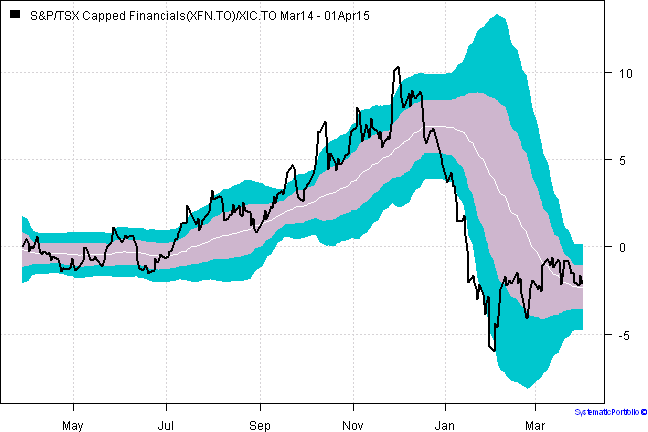 S&P/TSX Capped Financials(XFN.TO)/XIC.TO Mar14 - 01Apr15
10
5
0
-5
May Jul Sep Nov Jan Mar
SystematicPortfolio ©